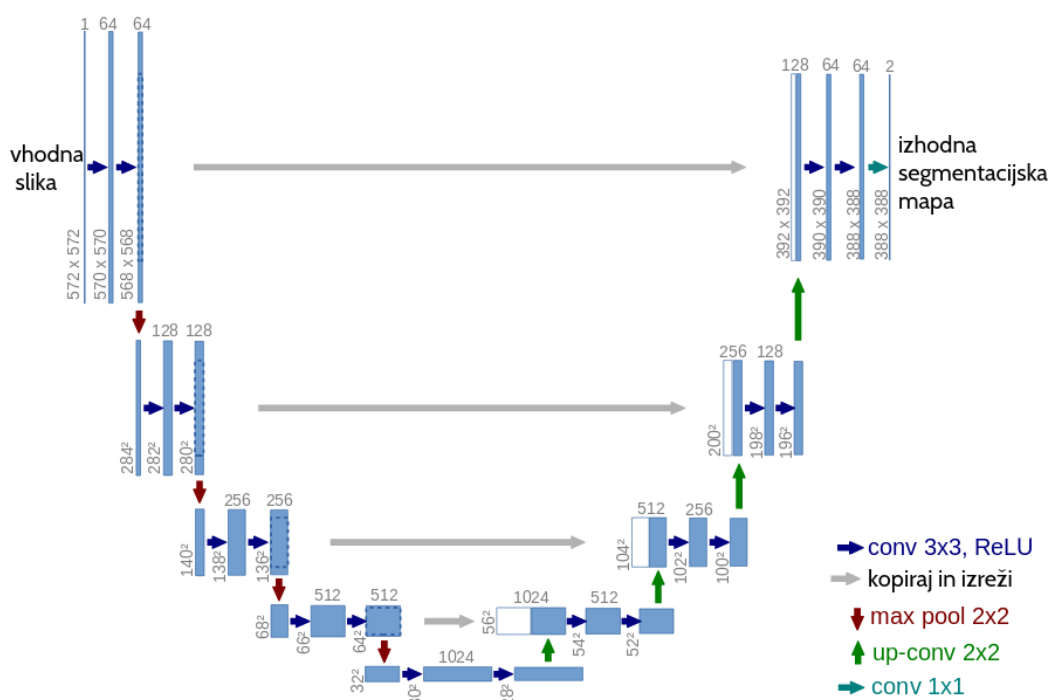 1 64 64
128 64 64 2
vhodna
slika
izhodna
segmentacijska
mapa
572 x 572
570 x 570
568 x 568
392 x 392
390 x 390
388 x 388
388 x 388
128 128
256 128
284²
282²
280²
200²
198²
196²
256 256
512 256
140²
138²
136²
104²
102²
100²
512 512
1024 512
68²
66²
64²
56²
54²
52²
1024
32²
conv 3x3, ReLU
kopiraj in izreži
max pool 2x2
up-conv 2x2
conv 1x1